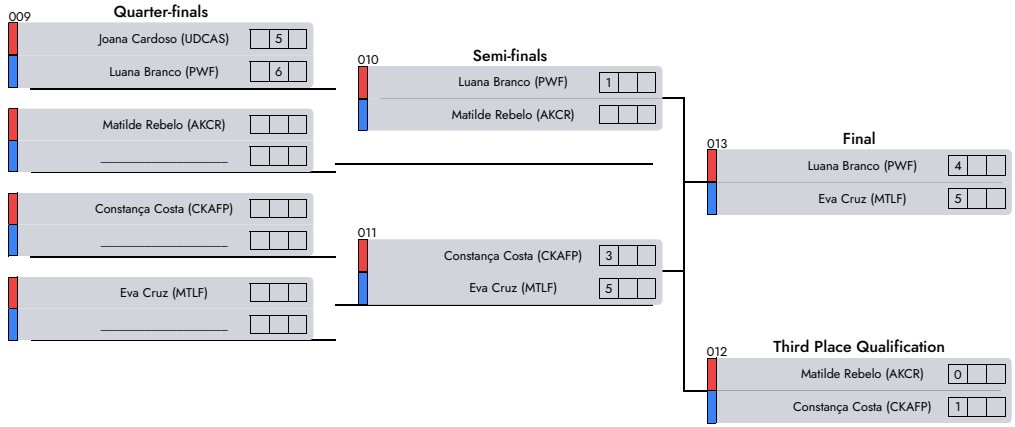 Quarter-finals
009
Joana Cardoso (UDCAS) 5
Luana Branco (PWF) 6
Matilde Rebelo (AKCR)
____________________
Constança Costa (CKAFP)
____________________
Eva Cruz (MTLF)
____________________
Semi-finals
010
Luana Branco (PWF) 1
Matilde Rebelo (AKCR)
011
Constança Costa (CKAFP) 3
Eva Cruz (MTLF) 5
Final
013
Luana Branco (PWF) 4
Eva Cruz (MTLF) 5
Third Place Qualification
012
Matilde Rebelo (AKCR) 0
Constança Costa (CKAFP) 1